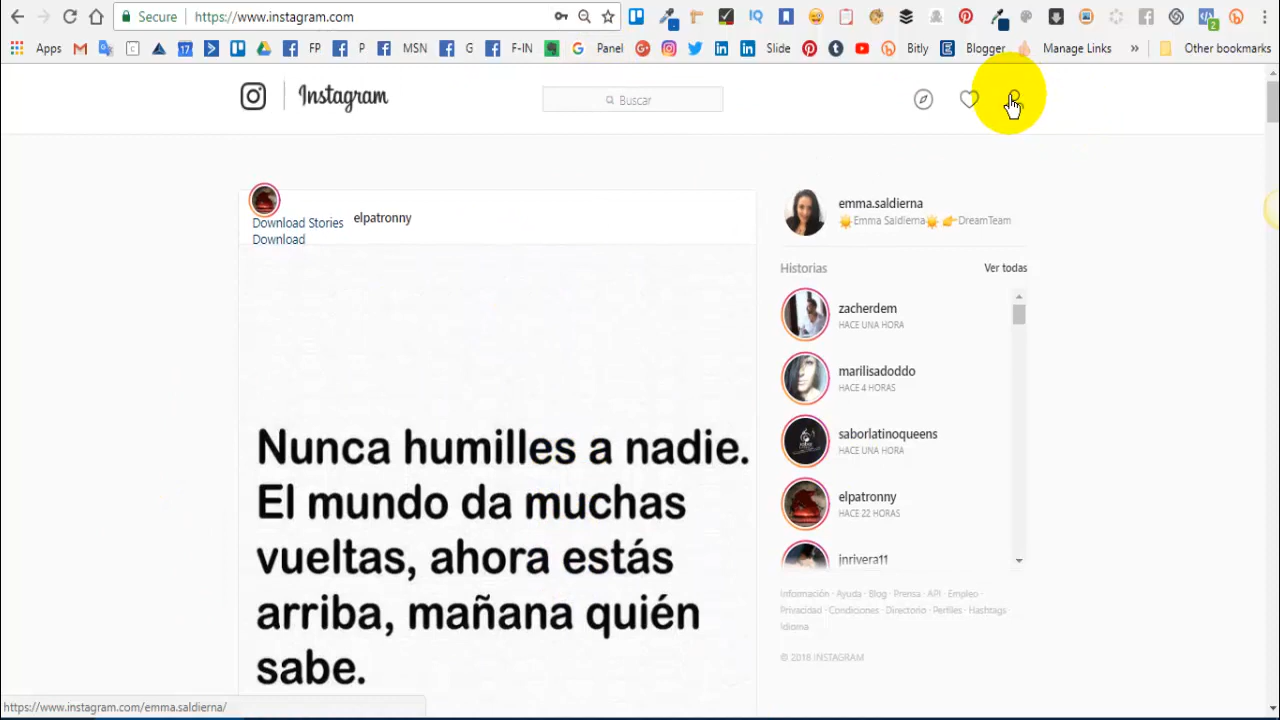 Secure https://www.instagram.com
Apps FP P MSN G F-IN Panel Slide Bitly Blogger Manage Links » Other bookmarks
Instagram
Buscar
elpatronny
Download Stories
Download
Nunca humilles a nadie.
El mundo da muchas
vueltas, ahora estás
arriba, mañana quién
sabe.
emma.saldierna
Emma Saldierna DreamTeam
Historias Ver todas
zacherdem
HACE UNA HORA
marilisadoddo
HACE 4 HORAS
saborlatinoqueens
HACE UNA HORA
elpatronny
HACE 22 HORAS
jnrivera11
Información · Ayuda · Blog · Prensa · API · Empleo ·
Privacidad · Condiciones · Directorio · Perfiles · Hashtags ·
Idioma
© 2018 INSTAGRAM
https://www.instagram.com/emma.saldierna/